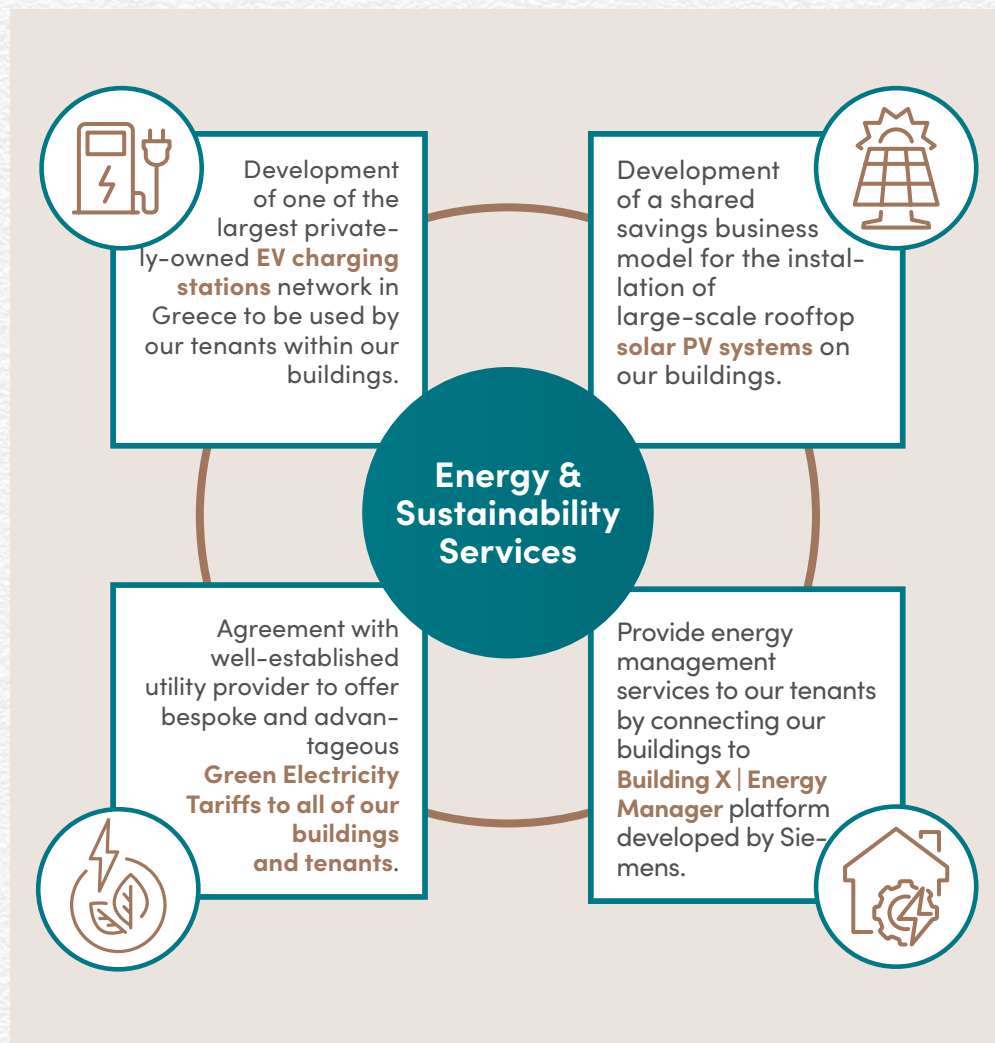 Development
of one of the
largest private-
ly-owned EV charging
stations network in
Greece to be used by
our tenants within our
buildings.
Development
of a shared
savings business
model for the instal-
lation of
large-scale rooftop
solar PV systems on
our buildings.
Energy &
Sustainability
Services
Agreement with
well-established
utility provider to offer
bespoke and advan-
tageous
Green Electricity
Tariffs to all of our
buildings
and tenants.
Provide energy
management
services to our tenants
by connecting our
buildings to
Building X | Energy
Manager platform
developed by Sie-
mens.